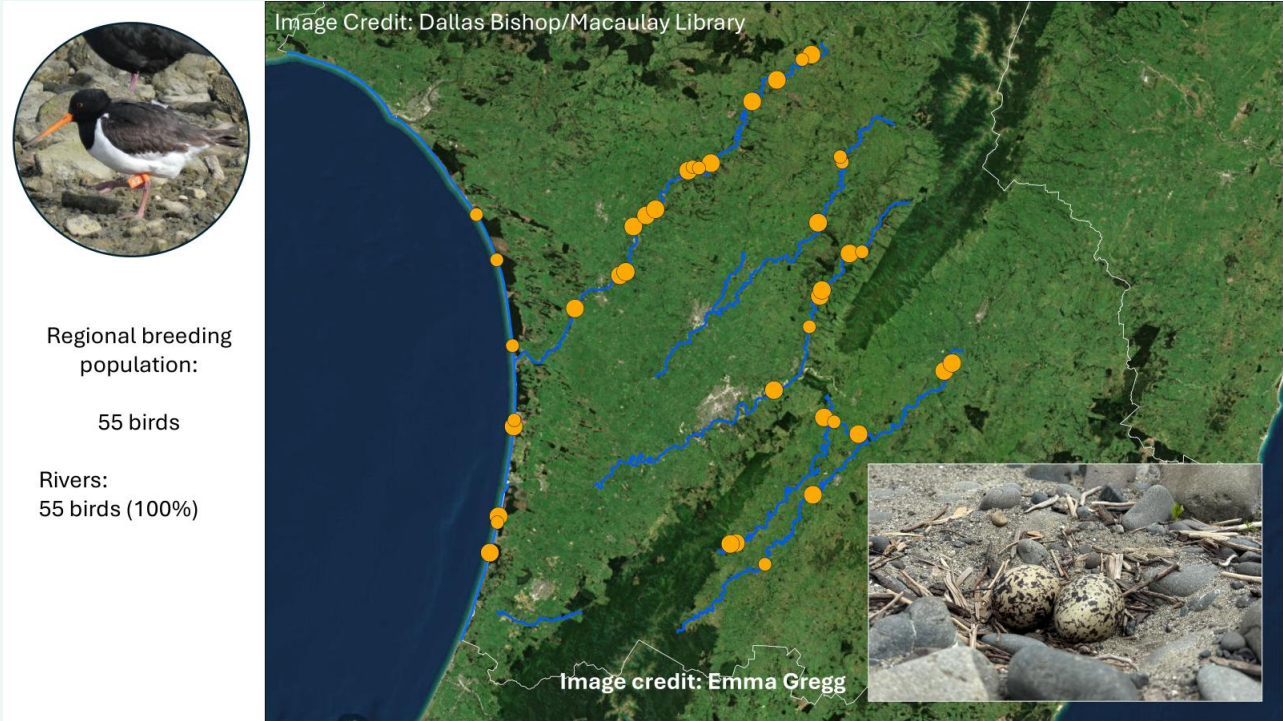 Image Credit: Dallas Bishop/Macaulay Library
Regional breeding
population:
55 birds
Rivers:
55 birds (100%)
Image credit: Emma Gregg